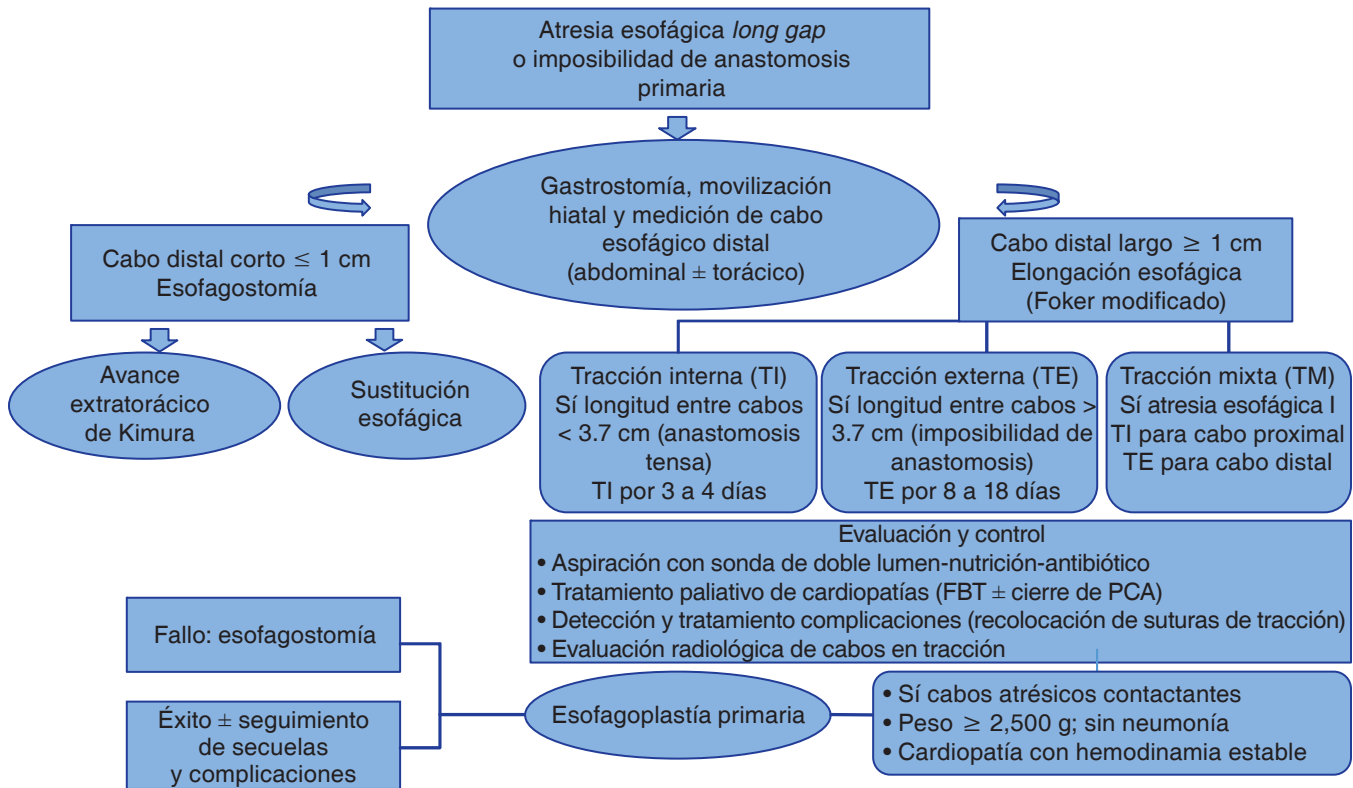 Atresia esofágica long gap
o imposibilidad de anastomosis
primaria
Gastrostomía, movilización
hiatal y medición de cabo
esofágico distal
(abdominal ± torácico)
Cabo distal corto ≤ 1 cm
Esofagostomía
Cabo distal largo ≥ 1 cm
Elongación esofágica
(Foker modificado)
Avance
extratorácico
de Kimura
Sustitución
esofágica
Tracción interna (TI)
Sí longitud entre cabos
< 3.7 cm (anastomosis
tensa)
TI por 3 a 4 días
Tracción externa (TE)
Sí longitud entre cabos >
3.7 cm (imposibilidad de
anastomosis)
TE por 8 a 18 días
Tracción mixta (TM)
Sí atresia esofágica I
TI para cabo proximal
TE para cabo distal
Evaluación y control
• Aspiración con sonda de doble lumen-nutrición-antibiótico
• Tratamiento paliativo de cardiopatías (FBT ± cierre de PCA)
• Detección y tratamiento complicaciones (recolocación de suturas de tracción)
• Evaluación radiológica de cabos en tracción
Fallo: esofagostomía
Éxito ± seguimiento
de secuelas
y complicaciones
Esofagoplastía primaria
• Sí cabos atrésicos contactantes
• Peso ≥ 2,500 g; sin neumonía
• Cardiopatía con hemodinamia estable